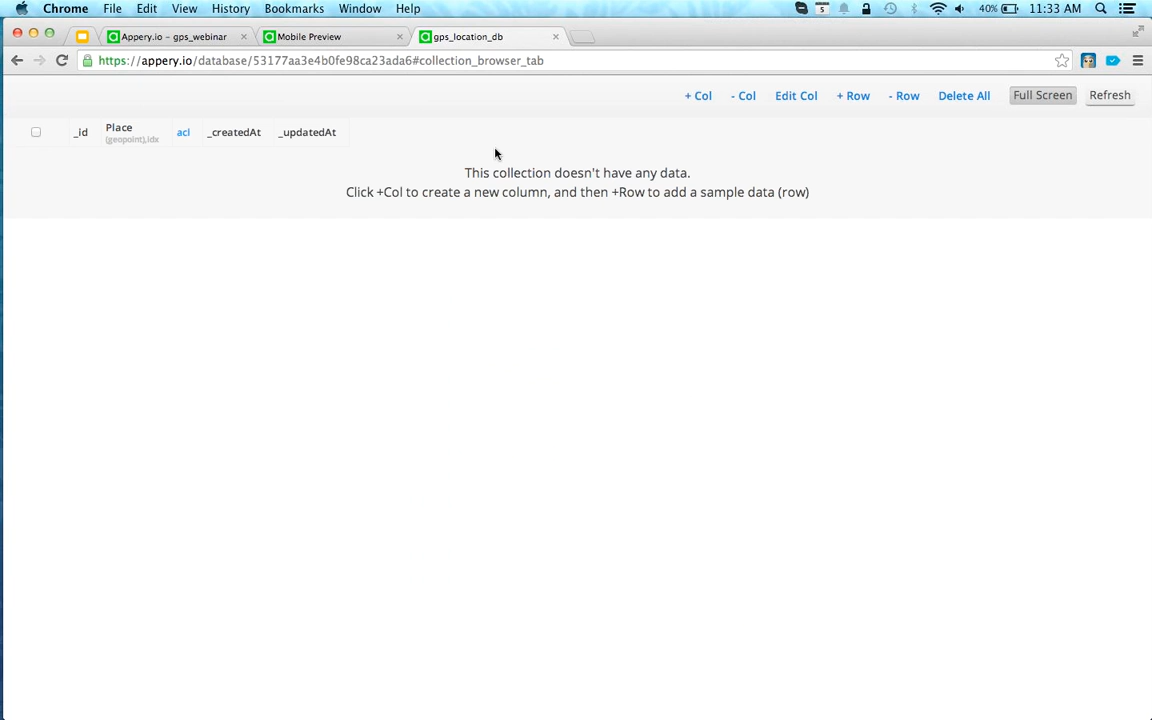 Chrome File Edit View History Bookmarks Window Help 5 40% 11:33 AM
Appery.io - gps_webinar Mobile Preview gps_location_db
https://appery.io/database/53177aa3e4b0fe98ca23ada6#collection_browser_tab
+ Col - Col Edit Col + Row - Row Delete All Full Screen Refresh
_id Place acl _createdAt _updatedAt
(geopoint),idx
This collection doesn't have any data.
Click +Col to create a new column, and then +Row to add a sample data (row)